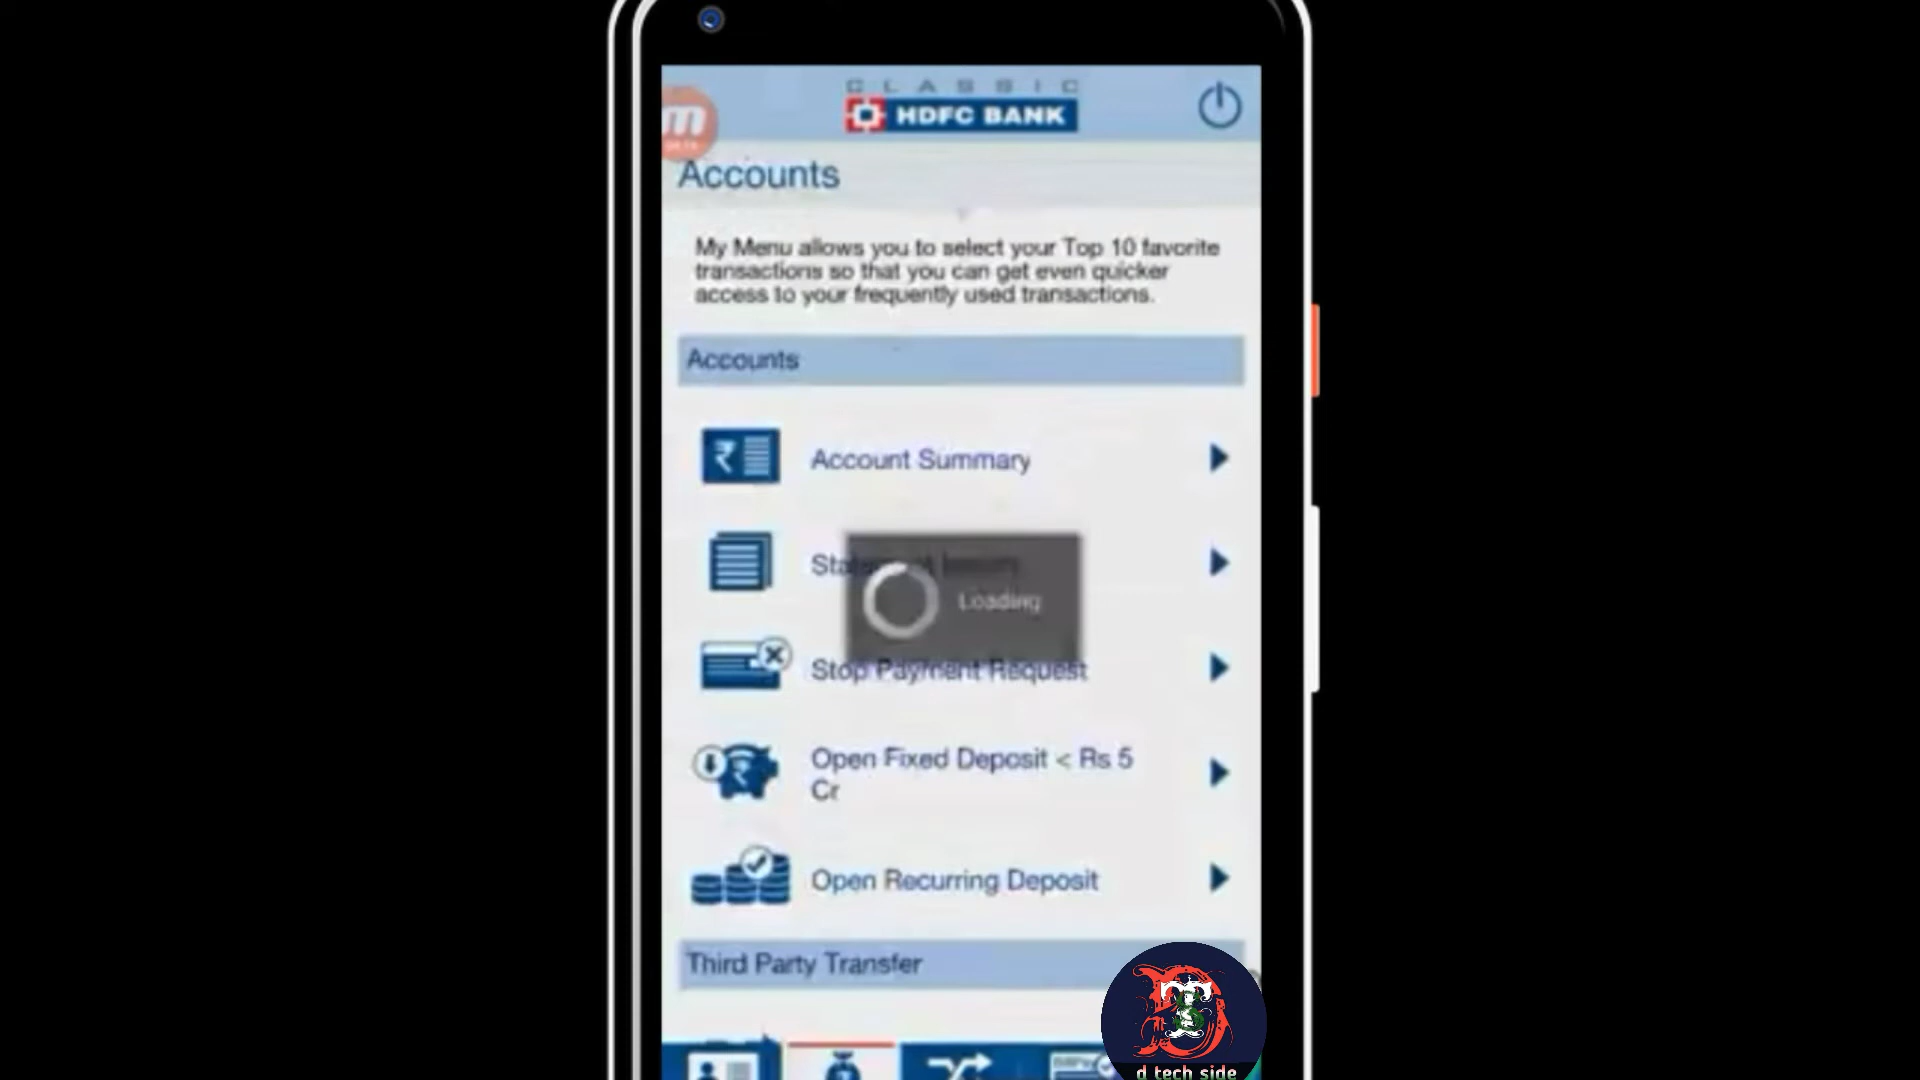 CLASSIC
HDFC BANK
m
Accounts
My Menu allows you to select your Top 10 favorite
transactions so that you can get even quicker
access to your frequently used transactions.
Accounts
Account Summary
Loading
Stop Payment Request
Open Fixed Deposit < Rs 5
Cr
Open Recurring Deposit
Third Party Transfer
d tech side